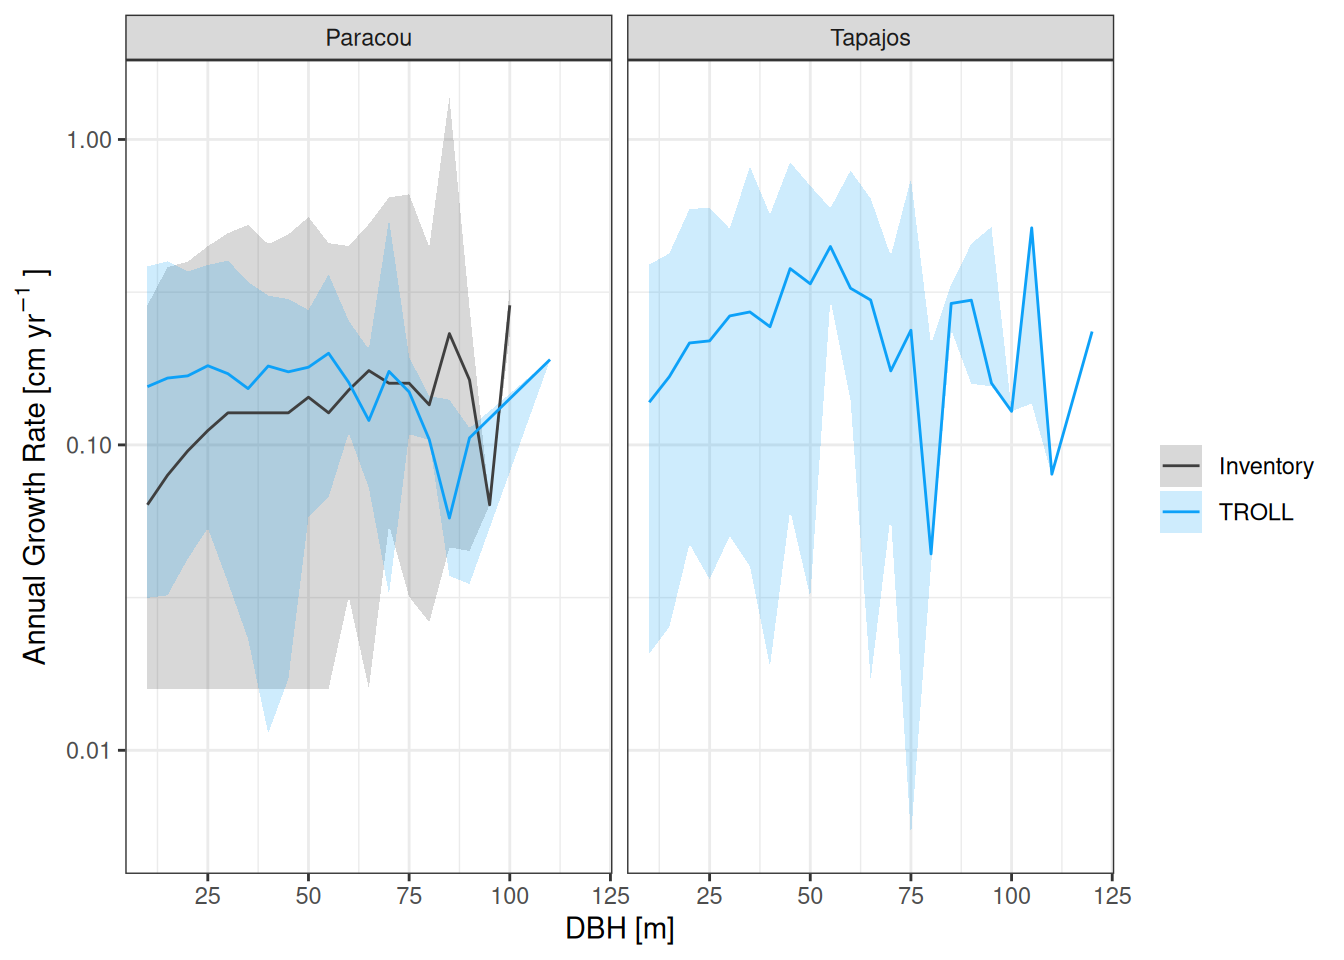 Paracou
Tapajos
1.00
0.10
0.01
Annual Growth Rate [cm yr⁻¹ ]
25 50 75 100 125
25 50 75 100 125
DBH [m]
Inventory
TROLL